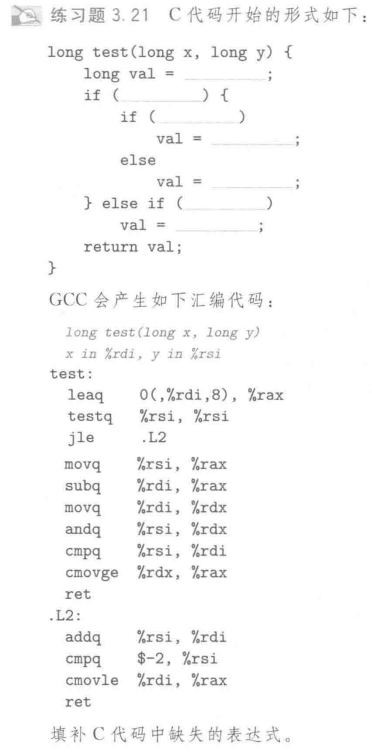 练习题 3.21 C 代码开始的形式如下：
long test(long x, long y) {
long val = ________;
if (________) {
if (________)
val = ________;
else
val = ________;
} else if (________)
val = ________;
return val;
}
GCC 会产生如下汇编代码：
long test(long x, long y)
x in %rdi, y in %rsi
test:
leaq 0(,%rdi,8), %rax
testq %rsi, %rsi
jle .L2
movq %rsi, %rax
subq %rdi, %rax
movq %rdi, %rdx
andq %rsi, %rdx
cmpq %rsi, %rdi
cmovge %rdx, %rax
ret
.L2:
addq %rsi, %rdi
cmpq $-2, %rsi
cmovle %rdi, %rax
ret
填补 C 代码中缺失的表达式。